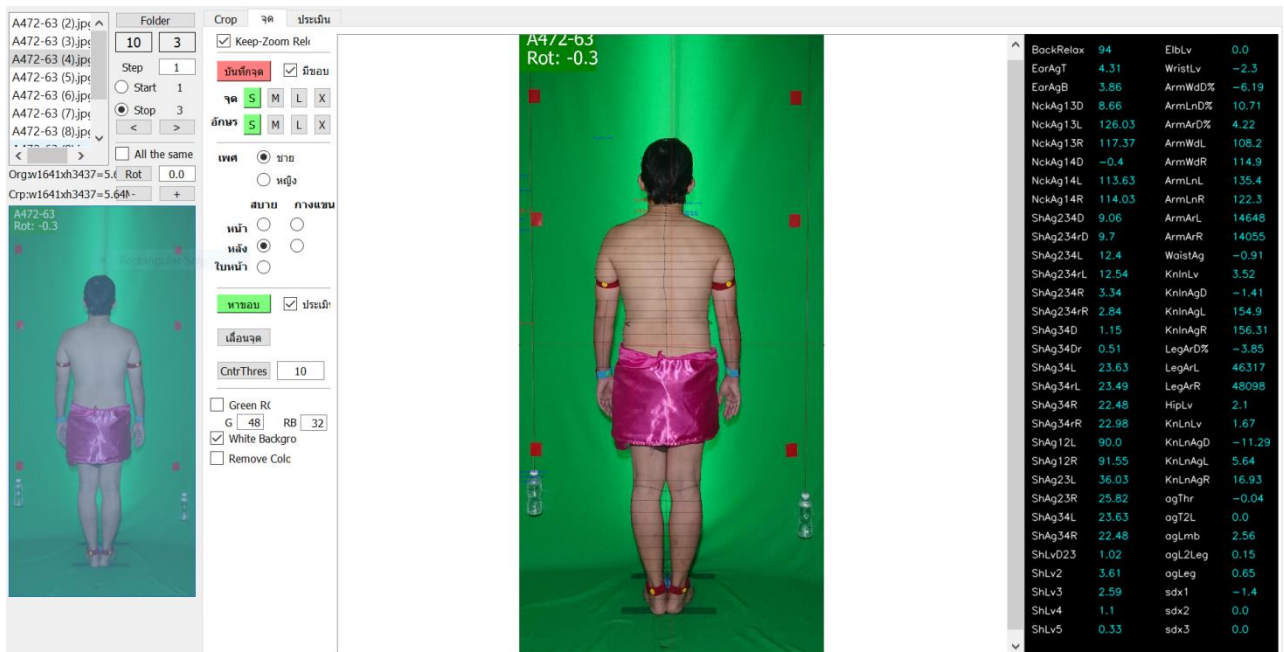 A472-63 (2).jpg
A472-63 (3).jpg
A472-63 (4).jpg
A472-63 (5).jpg
A472-63 (6).jpg
A472-63 (7).jpg
A472-63 (8).jpg
Folder
10 3
Step 1
Start 1
Stop 3
< >
All the same
Org:w1641xh3437=5.6 Rot 0.0
Crp:w1641xh3437=5.64 - +
A472-63
Rot: -0.3
Rectangular
Crop จุด ประเมิน
Keep-Zoom Relo
บันทึกจุด มีขอบ
จุด S M L X
อักษร S M L X
เพศ ชาย
หญิง
สบาย กางแขน
หน้า
หลัง
ใบหน้า
หาขอบ ประเมิน
เลื่อนจุด
CntrThres 10
Green RG
G 48 RB 32
White Backgro
Remove Colo
A472-63
Rot: -0.3
BackRelax 94 ElbLv 0.0
EarAgT 4.31 WristLv -2.3
EarAgB 3.86 ArmWdD% -6.19
NckAg13D 8.66 ArmLnD% 10.71
NckAg13L 126.03 ArmArD% 4.22
NckAg13R 117.37 ArmWdL 108.2
NckAg14D -0.4 ArmWdR 114.9
NckAg14L 113.63 ArmLnL 135.4
NckAg14R 114.03 ArmLnR 122.3
ShAg234D 9.06 ArmArL 14648
ShAg234rD 9.7 ArmArR 14055
ShAg234L 12.4 WaistAg -0.91
ShAg234rL 12.54 KnInLv 3.52
ShAg234R 3.34 KnInAgD -1.41
ShAg234rR 2.84 KnInAgL 154.9
ShAg34D 1.15 KnInAgR 156.31
ShAg34Dr 0.51 LegArD% -3.85
ShAg34L 23.63 LegArL 46317
ShAg34rL 23.49 LegArR 48098
ShAg34R 22.48 HipLv 2.1
ShAg34rR 22.98 KnLnLv 1.67
ShAg12L 90.0 KnLnAgD -11.29
ShAg12R 91.55 KnLnAgL 5.64
ShAg23L 36.03 KnLnAgR 16.93
ShAg23R 25.82 agThr -0.04
ShAg34L 23.63 agT2L 0.0
ShAg34R 22.48 agLmb 2.56
ShLvD23 1.02 agL2Leg 0.15
ShLv2 3.61 agLeg 0.65
ShLv3 2.59 sdx1 -1.4
ShLv4 1.1 sdx2 0.0
ShLv5 0.33 sdx3 0.0